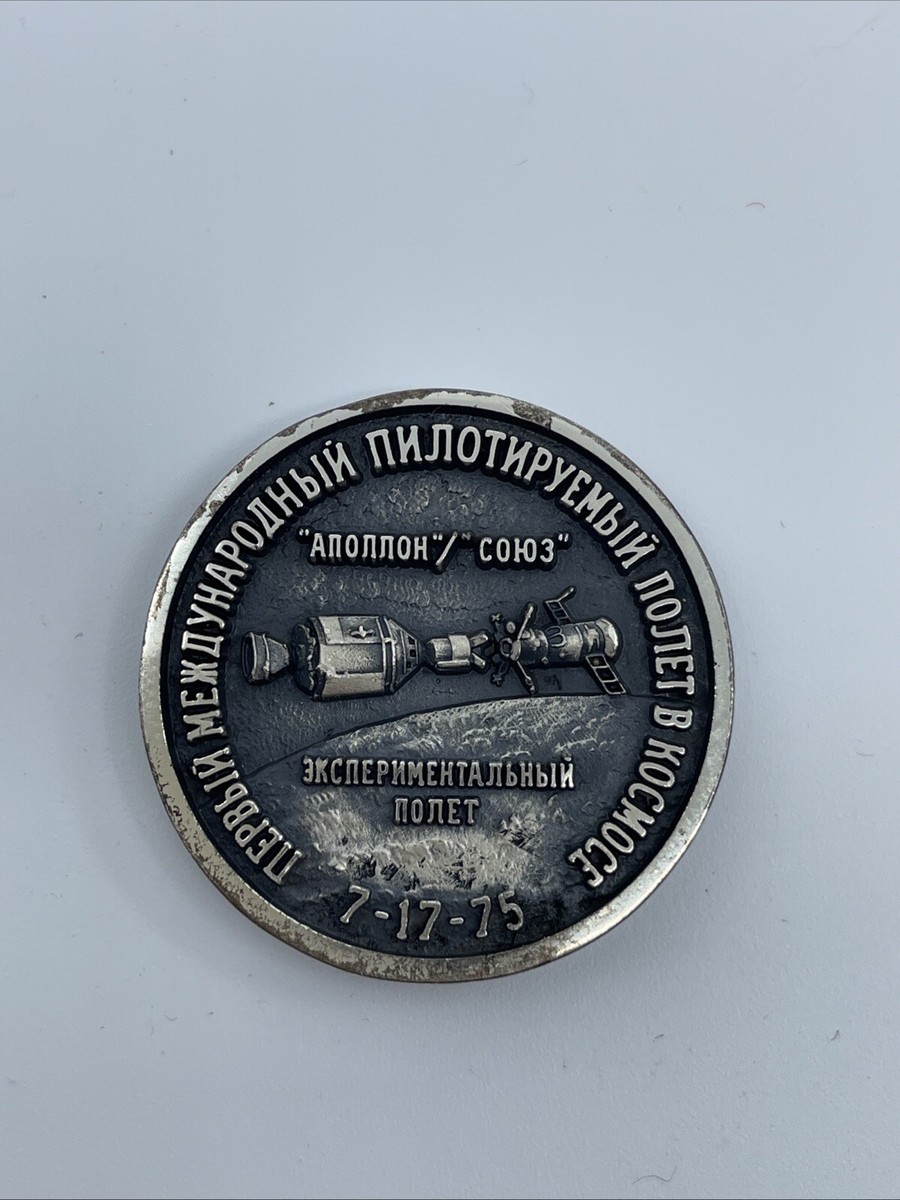 ПЕРВЫЙ МЕЖДУНАРОДНЫЙ ПИЛОТИРУЕМЫЙ ПОЛЕТ В КОСМОСЕ
"АПОЛЛОН"/"СОЮЗ"
ЭКСПЕРИМЕНТАЛЬНЫЙ
ПОЛЕТ
7-17-75